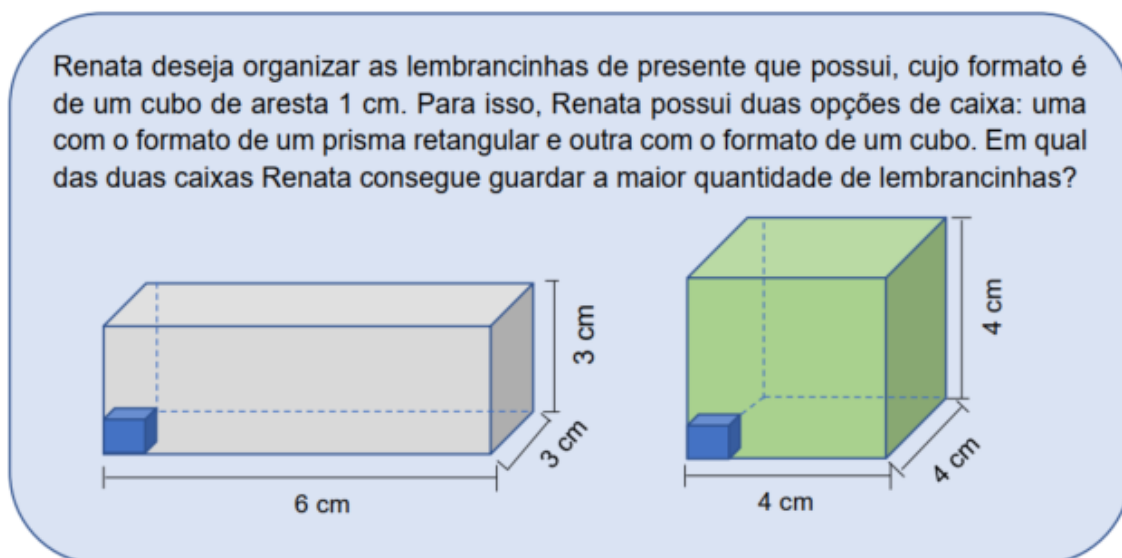 Renata deseja organizar as lembrancinhas de presente que possui, cujo formato é
de um cubo de aresta 1 cm. Para isso, Renata possui duas opções de caixa: uma
com o formato de um prisma retangular e outra com o formato de um cubo. Em qual
das duas caixas Renata consegue guardar a maior quantidade de lembrancinhas?
3 cm
3 cm
6 cm
4 cm
4 cm
4 cm